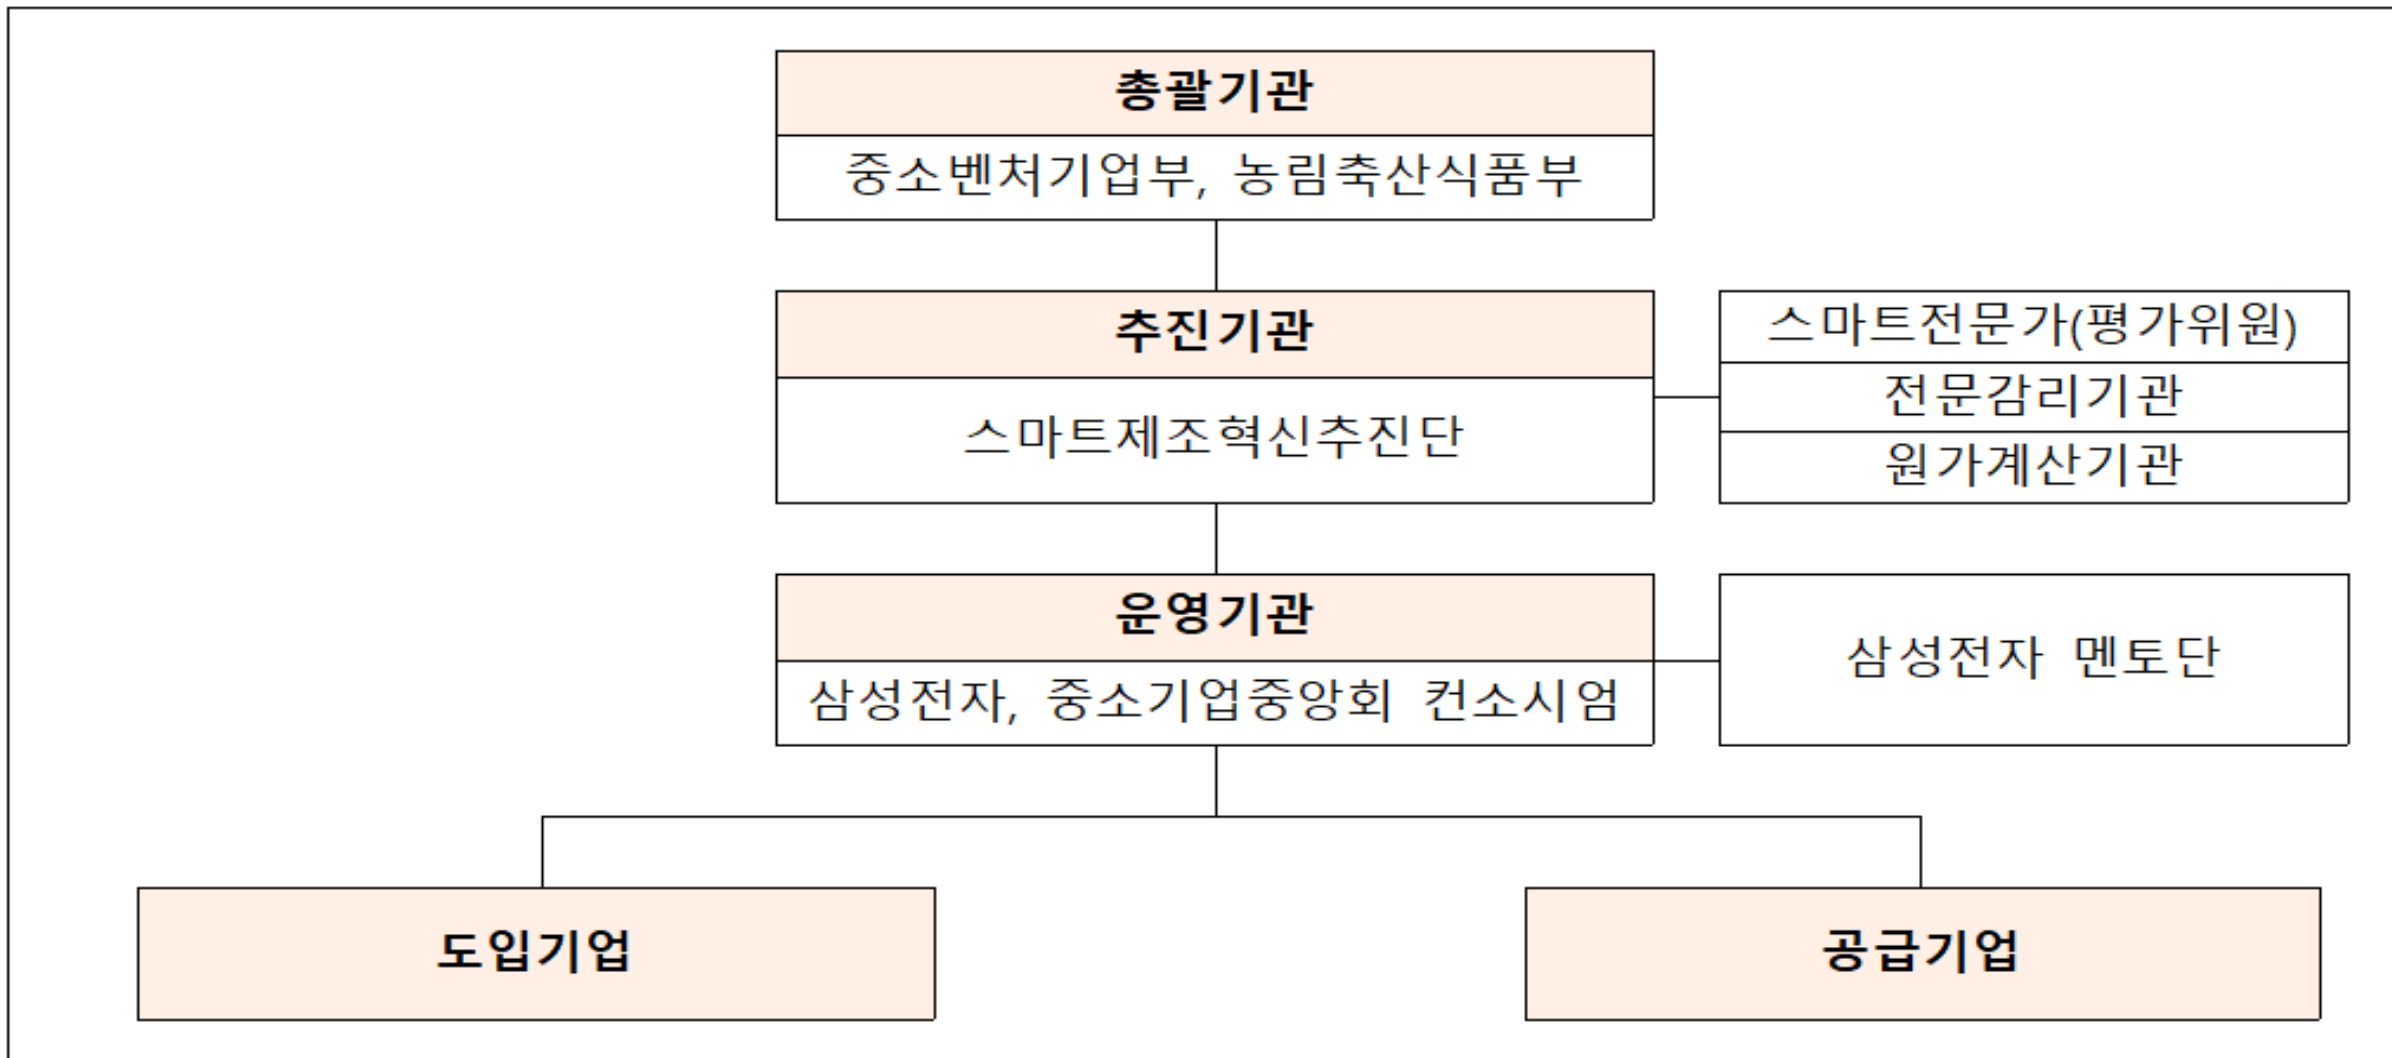 총괄기관
중소벤처기업부, 농림축산식품부
추진기관
스마트제조혁신추진단
스마트전문가(평가위원)
전문감리기관
원가계산기관
운영기관
삼성전자, 중소기업중앙회 컨소시엄
삼성전자 멘토단
도입기업
공급기업